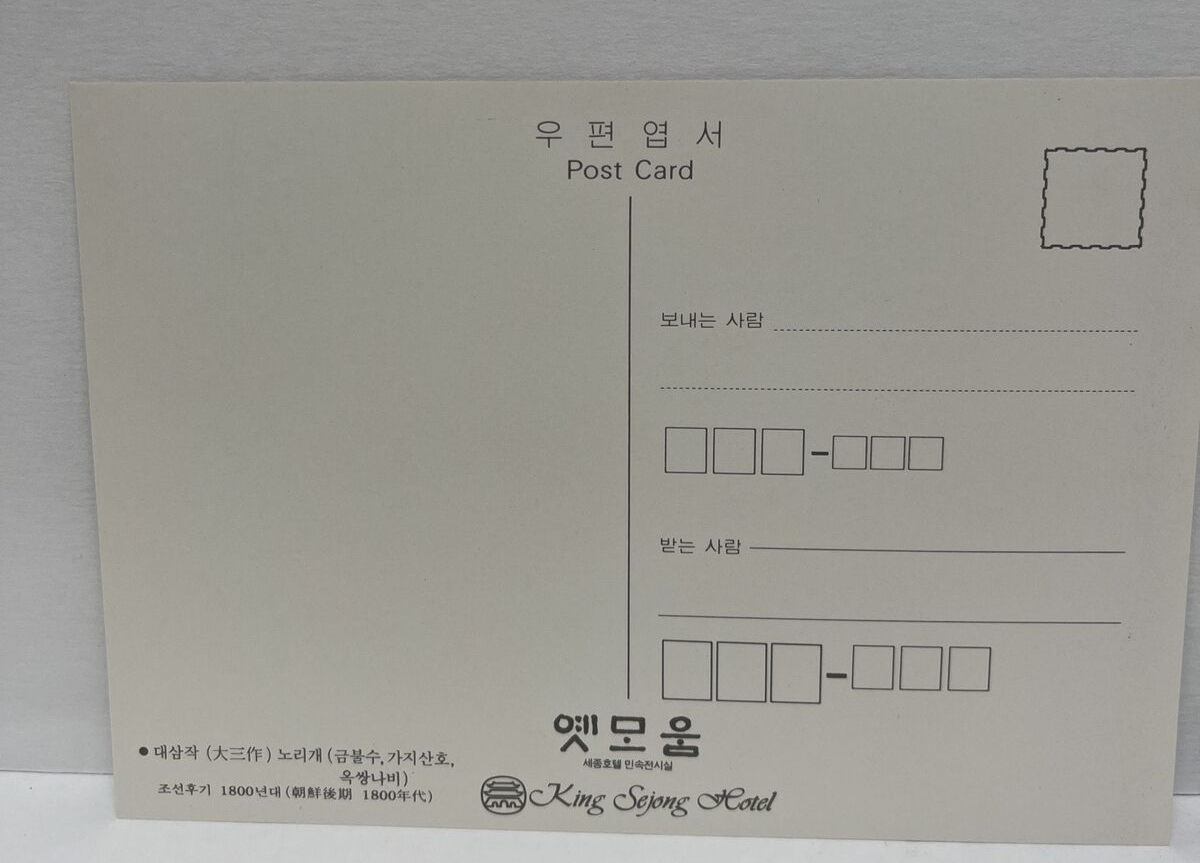 우편엽서
Post Card
보내는 사람
받는 사람
● 대삼작 (大三作) 노리개 (금불수, 가지산호,
옥쌍나비)
조선후기 1800년대 (朝鮮後期 1800年代)
옛모움
세종호텔 민속전시실
King Sejong Hotel